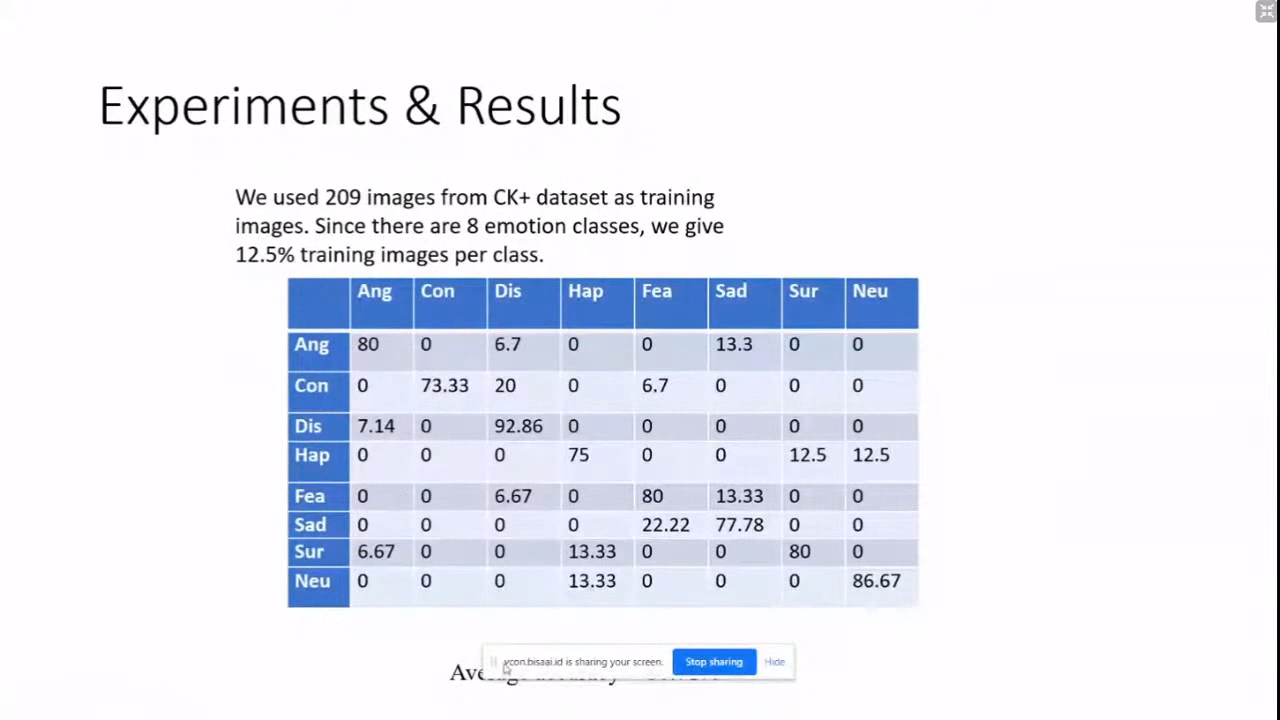 Experiments & Results
We used 209 images from CK+ dataset as training
images. Since there are 8 emotion classes, we give
12.5% training images per class.
Ang Con Dis Hap Fea Sad Sur Neu
Ang 80 0 6.7 0 0 13.3 0 0
Con 0 73.33 20 0 6.7 0 0 0
Dis 7.14 0 92.86 0 0 0 0 0
Hap 0 0 0 75 0 0 12.5 12.5
Fea 0 0 6.67 0 80 13.33 0 0
Sad 0 0 0 0 22.22 77.78 0 0
Sur 6.67 0 0 13.33 0 0 80 0
Neu 0 0 0 13.33 0 0 0 86.67
vcon.bisaai.id is sharing your screen. Stop sharing Hide
Average accuracy